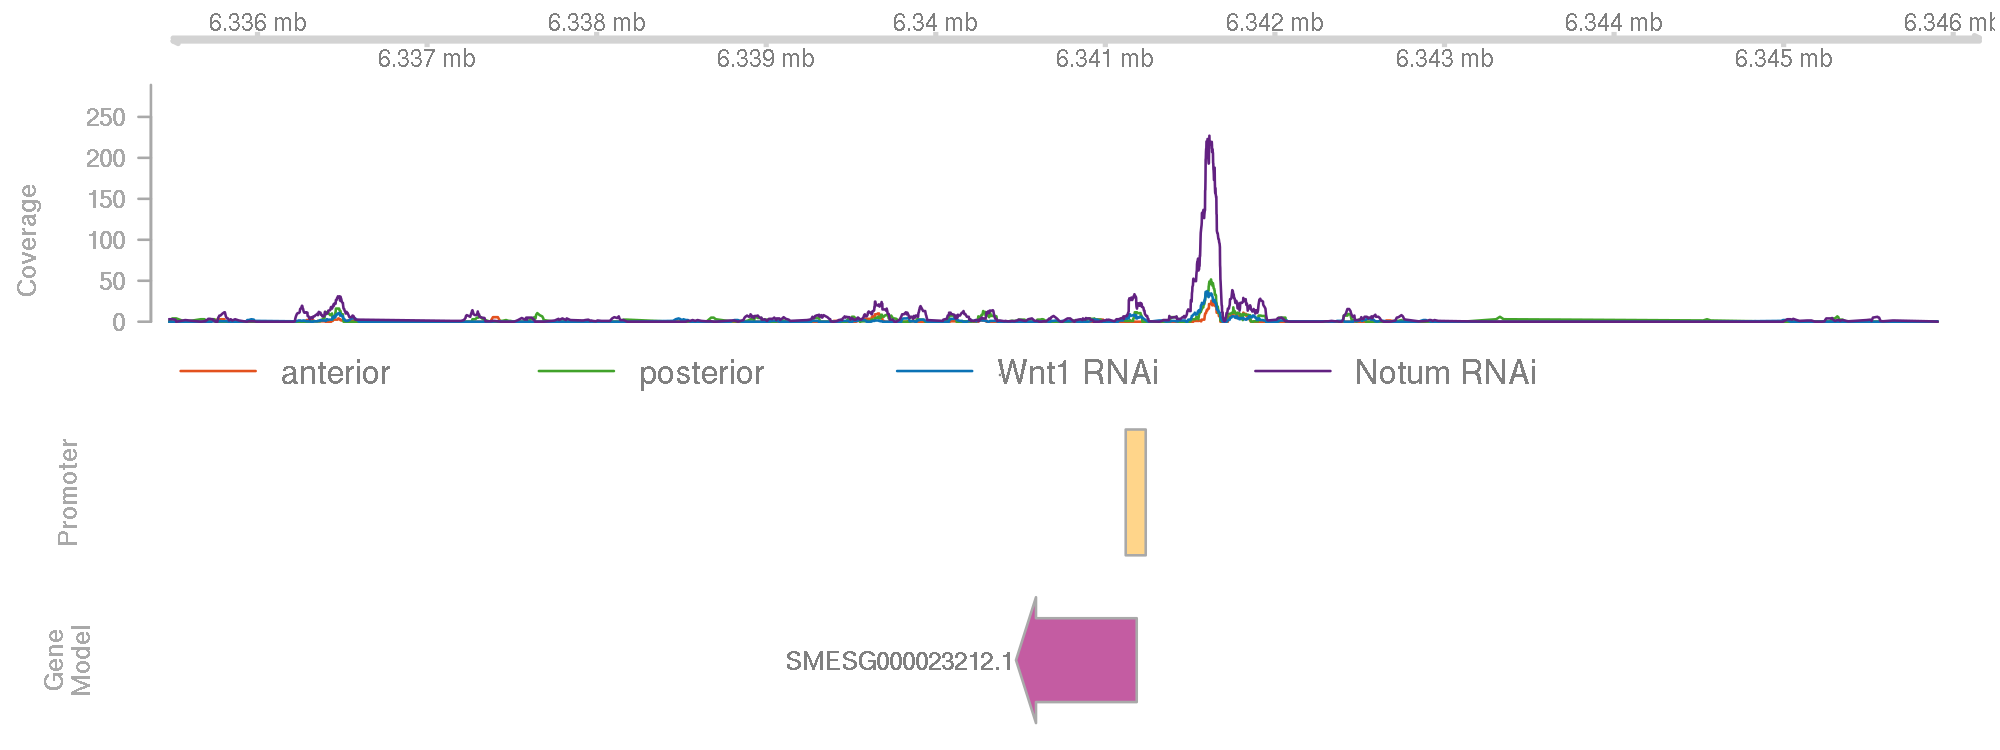 6.336 mb 6.338 mb 6.34 mb 6.342 mb 6.344 mb 6.346 mb
6.337 mb 6.339 mb 6.341 mb 6.343 mb 6.345 mb
Coverage
250
200
150
100
50
0
anterior posterior Wnt1 RNAi Notum RNAi
Promoter
Gene
Model
SMESG000023212.1